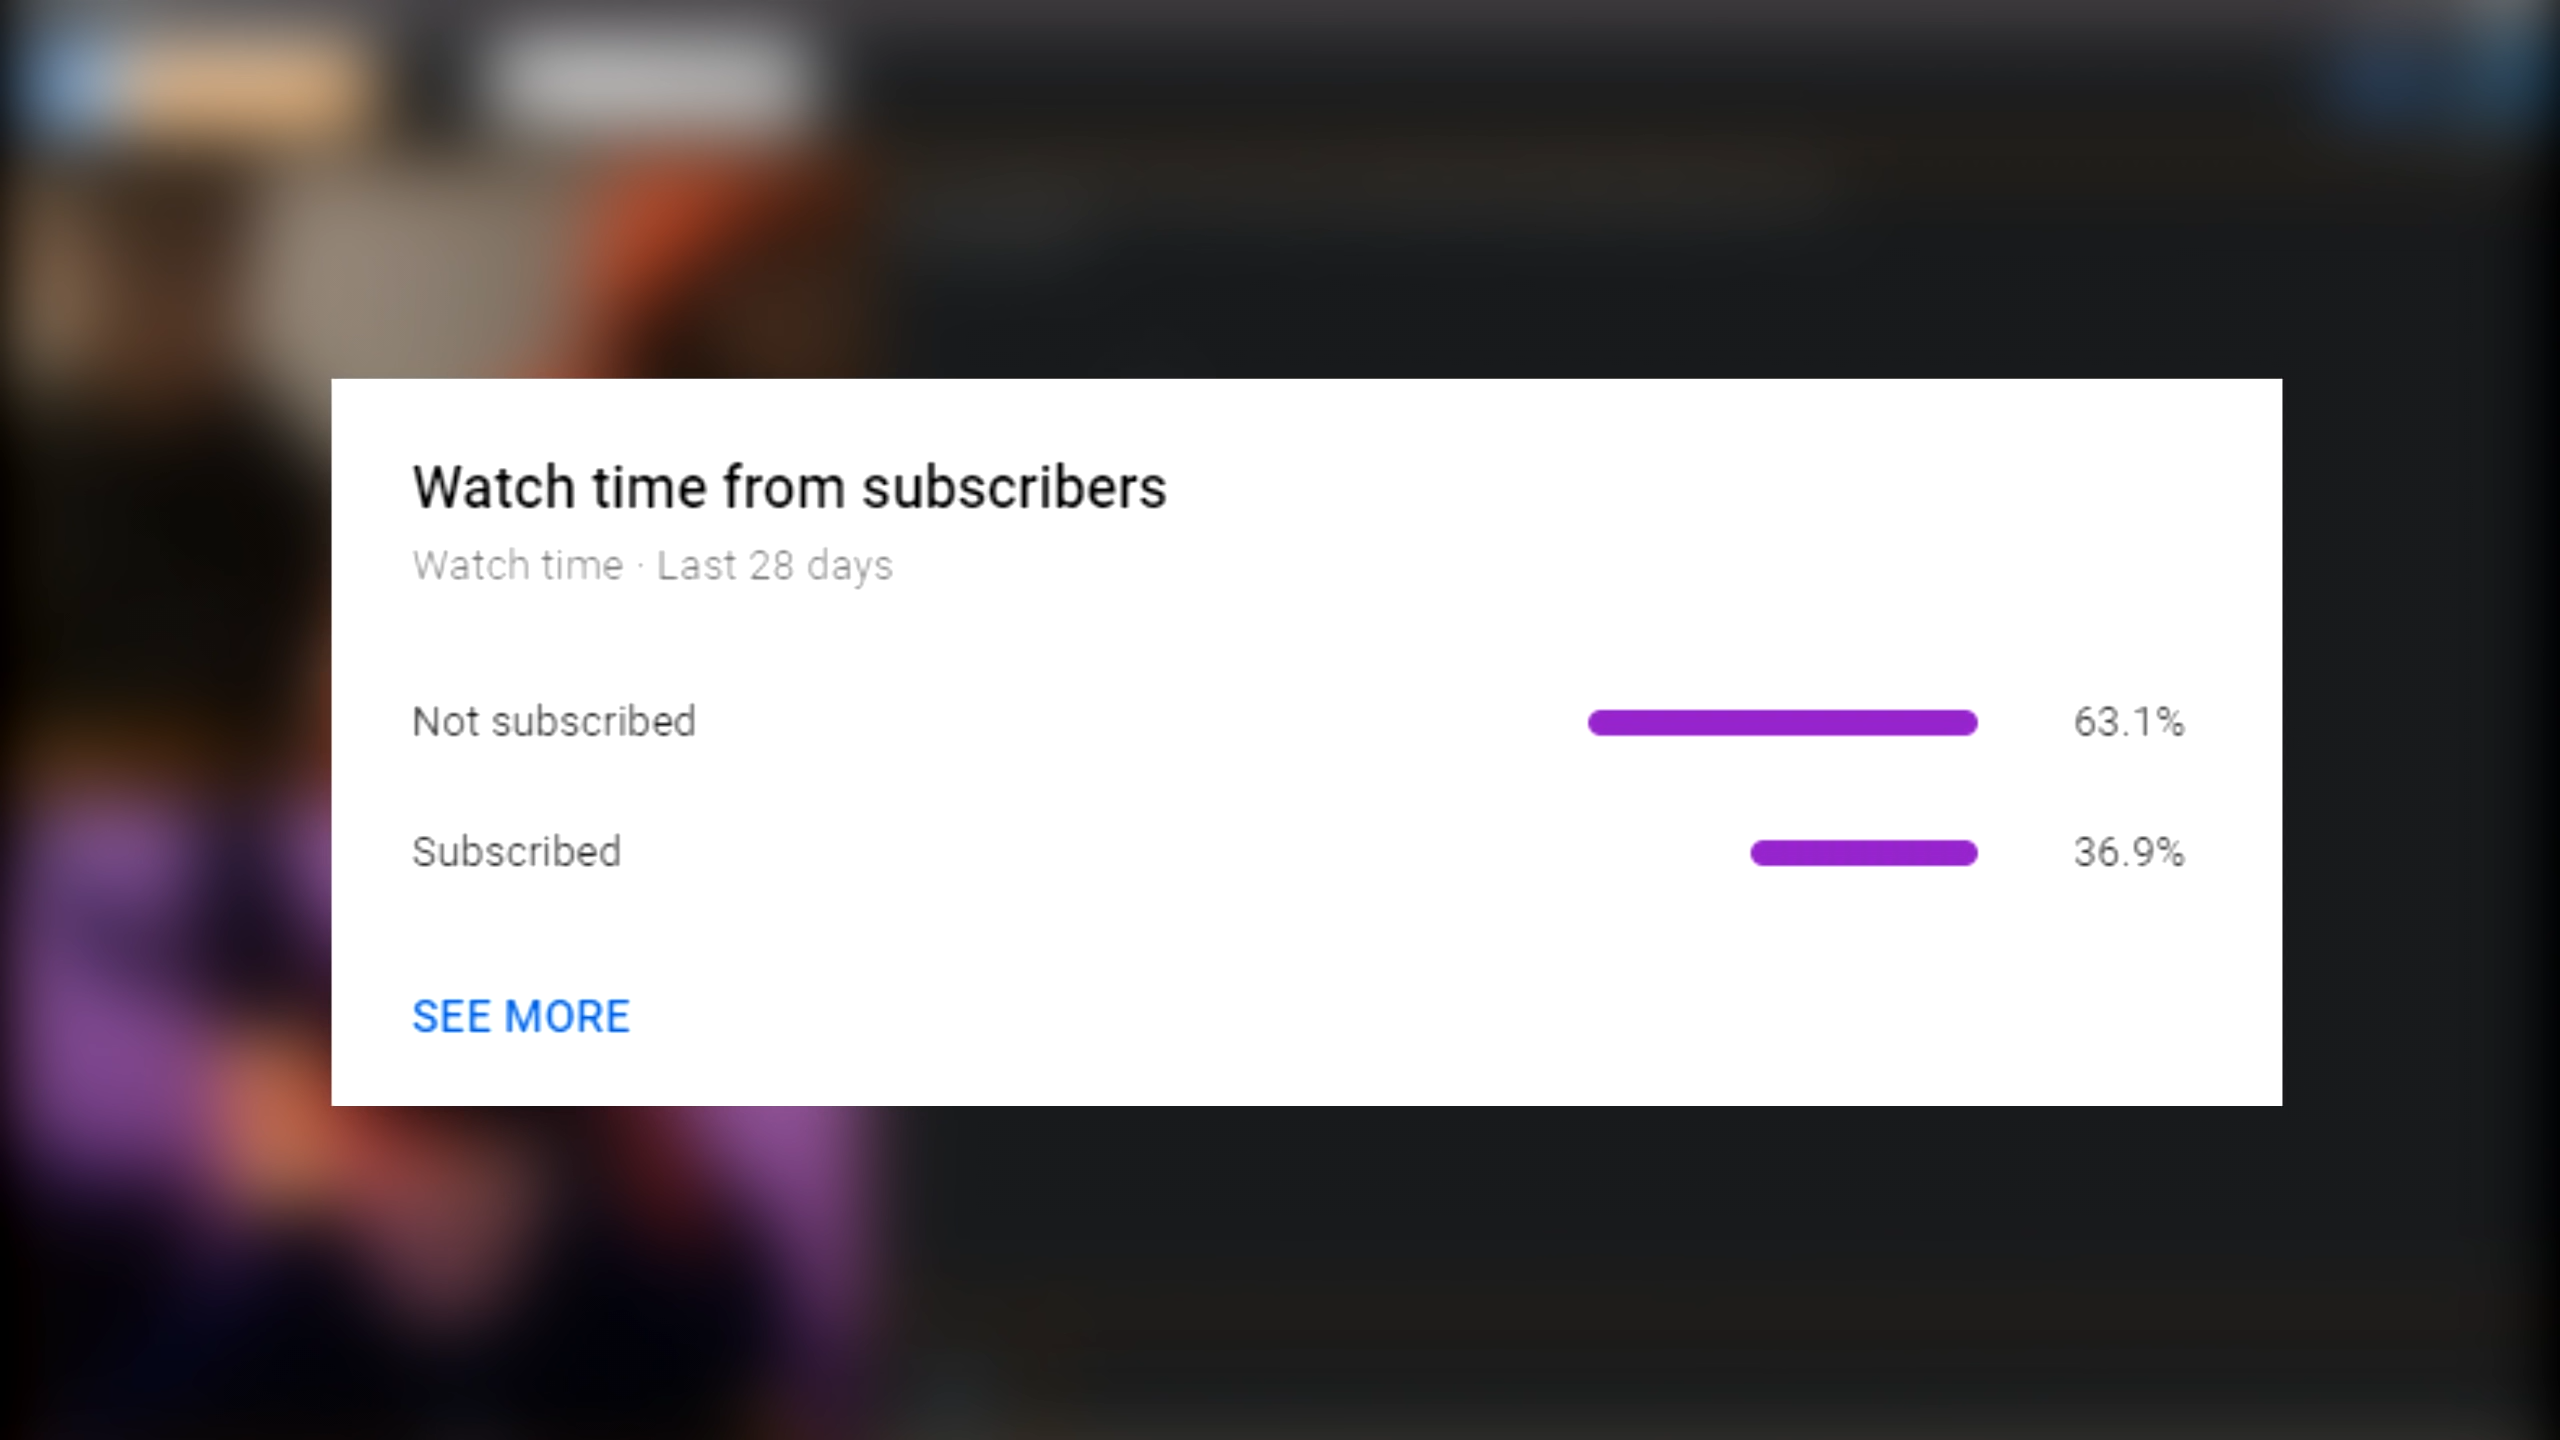 Watch time from subscribers
Watch time · Last 28 days
Not subscribed 63.1%
Subscribed 36.9%
SEE MORE